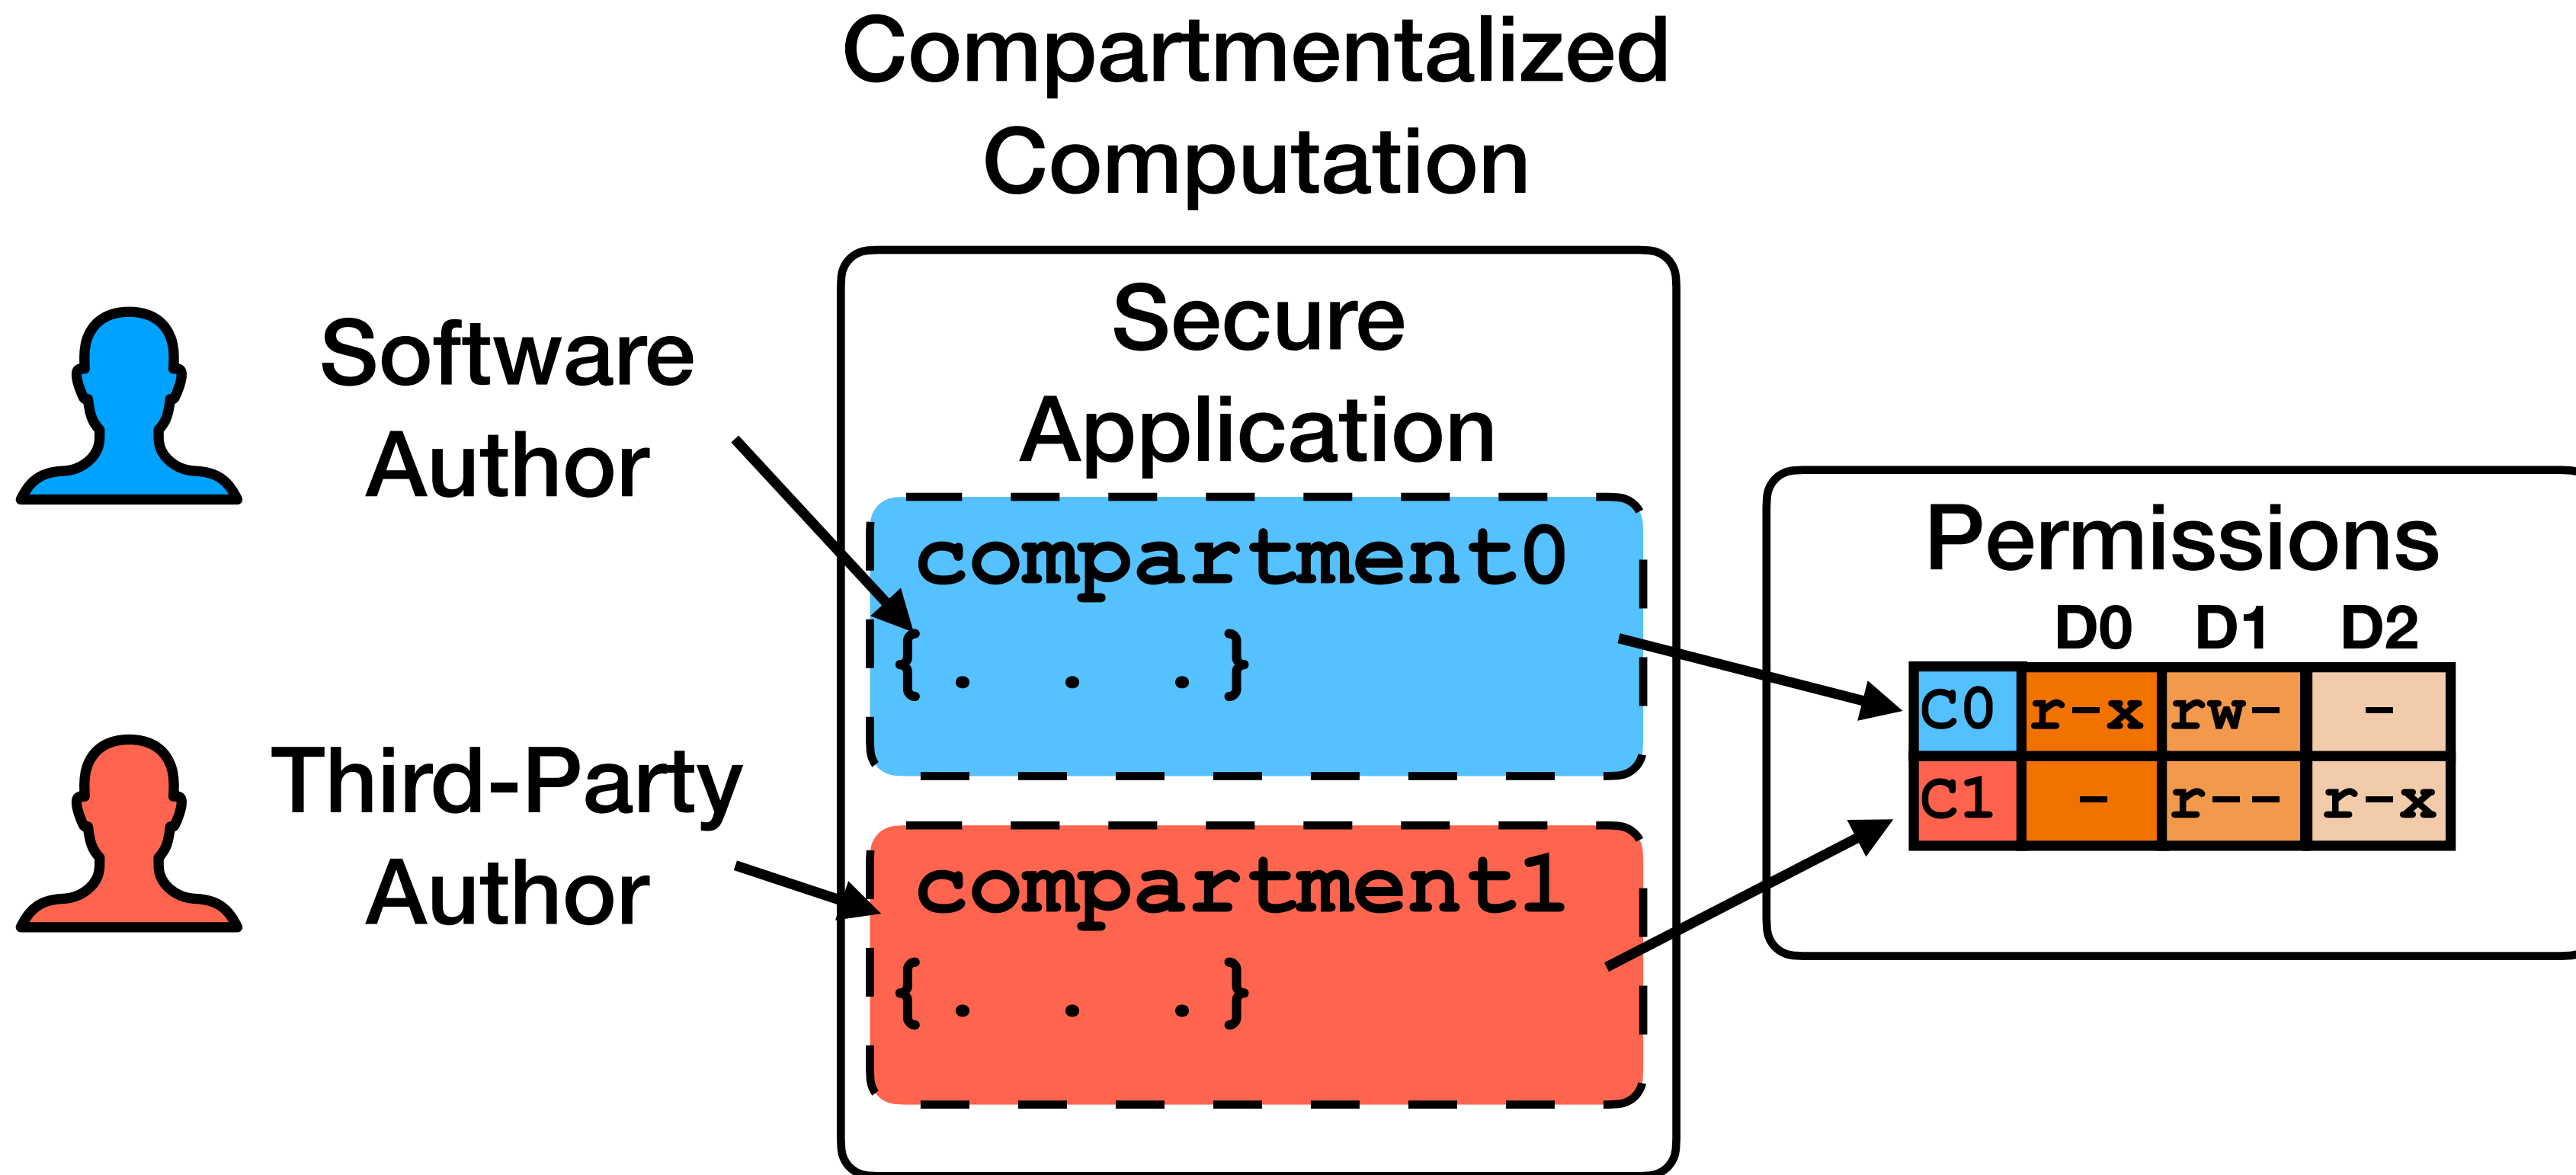 Compartmentalized
Computation
Software
Author
Third-Party
Author
Secure
Application
compartment0
{. . .}
compartment1
{. . .}
Permissions
D0 D1 D2
C0 r-x rw- -
C1 - r-- r-x